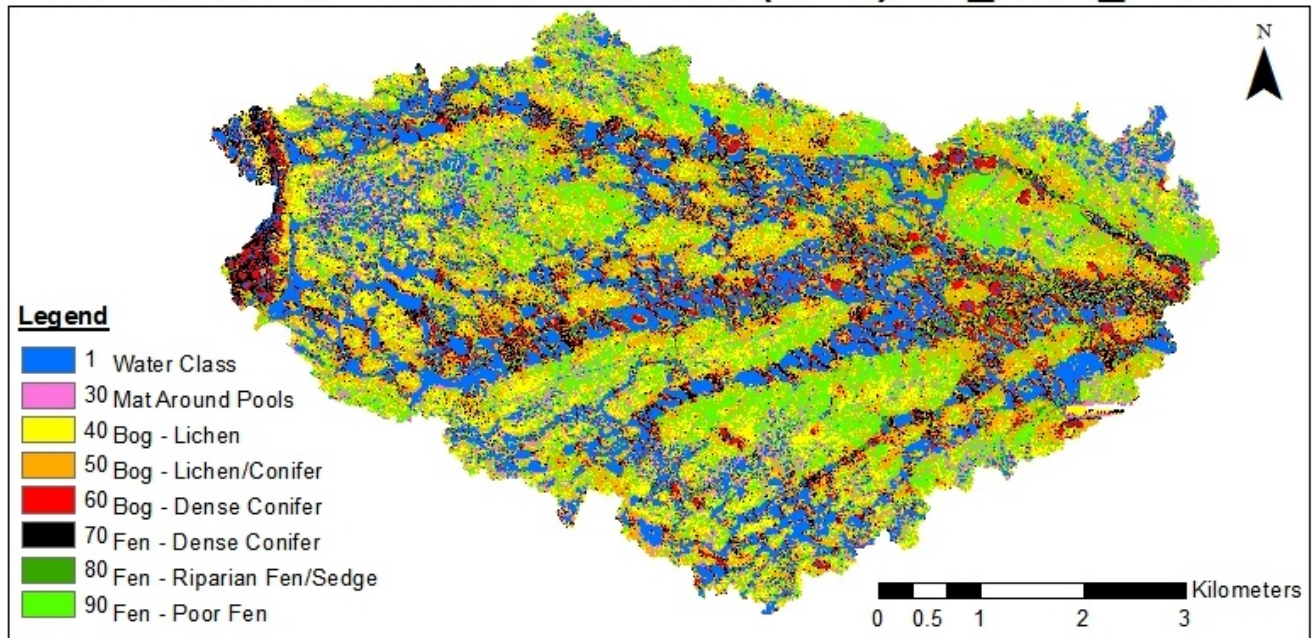 N
Legend
1 Water Class
30 Mat Around Pools
40 Bog - Lichen
50 Bog - Lichen/Conifer
60 Bog - Dense Conifer
70 Fen - Dense Conifer
80 Fen - Riparian Fen/Sedge
90 Fen - Poor Fen
Kilometers
0 0.5 1 2 3